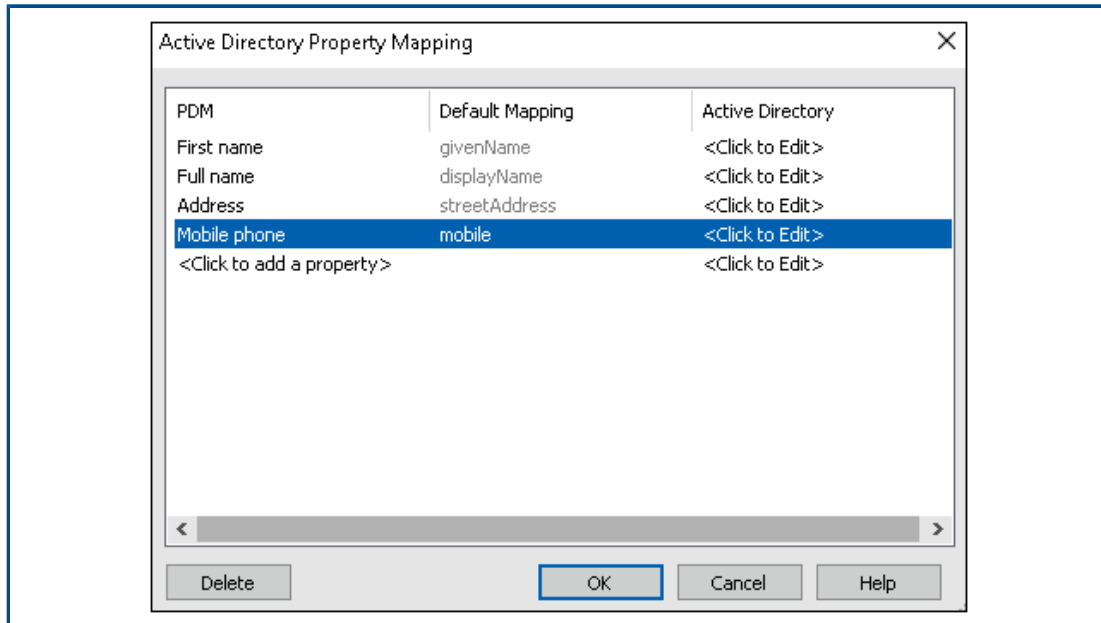 Active Directory Property Mapping
PDM Default Mapping Active Directory
First name givenName <Click to Edit>
Full name displayName <Click to Edit>
Address streetAddress <Click to Edit>
Mobile phone mobile <Click to Edit>
<Click to add a property> <Click to Edit>
Delete OK Cancel Help